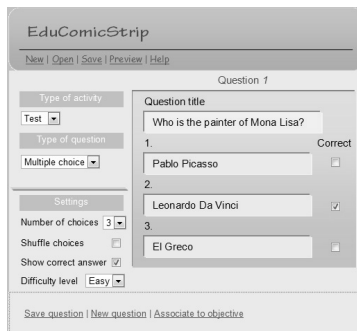 EduComicStrip
New | Open | Save | Preview | Help
Type of activity
Test
Type of question
Multiple choice
Settings
Number of choices 3
Shuffle choices
Show correct answer
Difficulty level Easy
Question 1
Question title
Who is the painter of Mona Lisa?
1. Correct
Pablo Picasso
2.
Leonardo Da Vinci
3.
El Greco
Save question | New question | Associate to objective